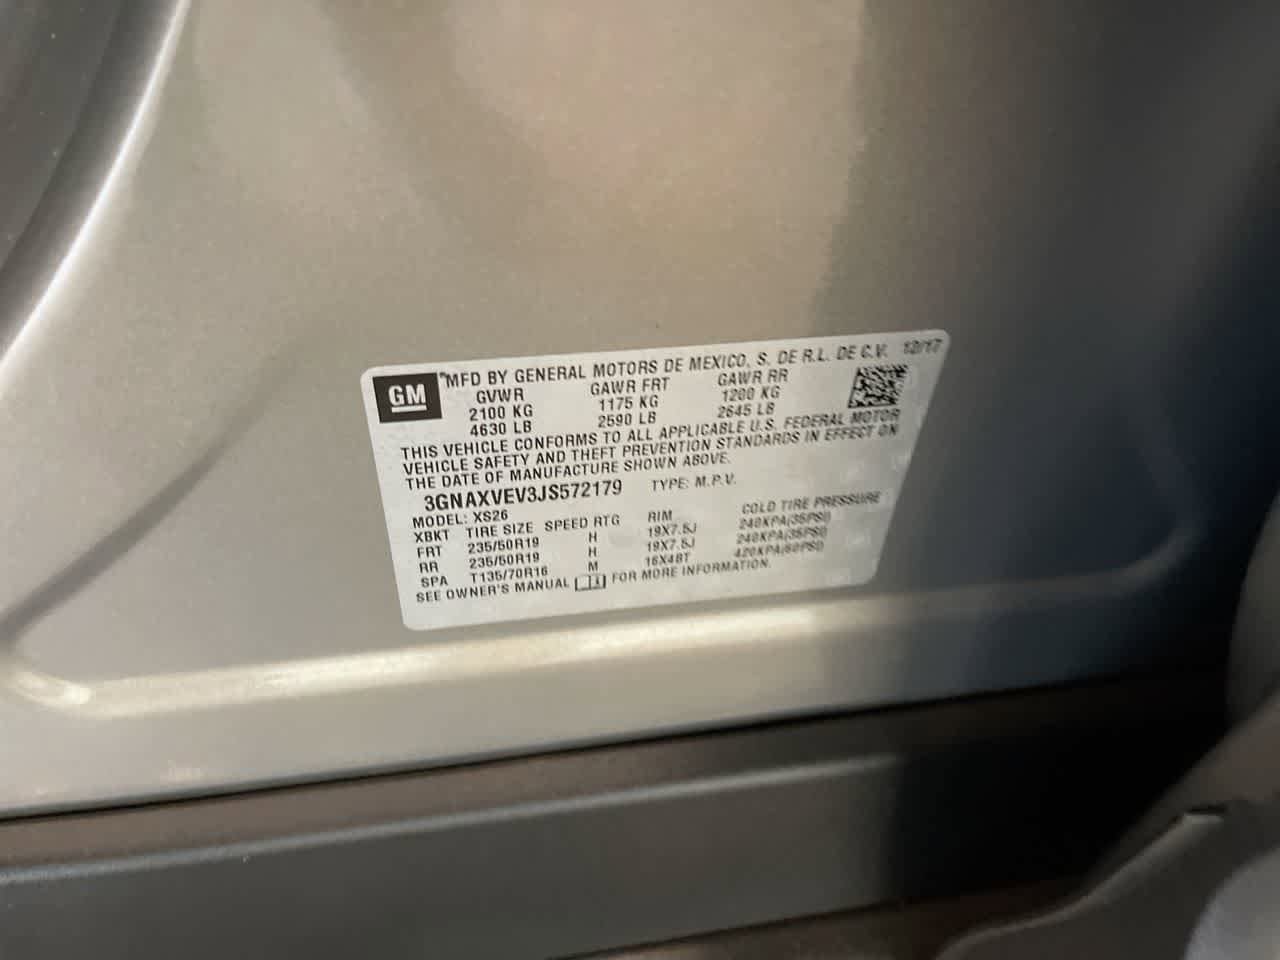 GM
MFD BY GENERAL MOTORS DE MEXICO, S. DE R.L. DE C.V. 12/17
GVWR GAWR FRT GAWR RR
2100 KG 1175 KG 1200 KG
4630 LB 2590 LB 2645 LB
THIS VEHICLE CONFORMS TO ALL APPLICABLE U.S. FEDERAL MOTOR
VEHICLE SAFETY AND THEFT PREVENTION STANDARDS IN EFFECT ON
THE DATE OF MANUFACTURE SHOWN ABOVE.
3GNAXVEV3JS572179 TYPE: M.P.V.
MODEL: XS26
XBKT TIRE SIZE SPEED RTG RIM COLD TIRE PRESSURE
FRT 235/50R19 H 19X7.5J 240KPA(35PSI)
RR 235/50R19 H 19X7.5J 240KPA(35PSI)
SPA T135/70R16 M 16X4BT 420KPA(60PSI)
SEE OWNER'S MANUAL FOR MORE INFORMATION.